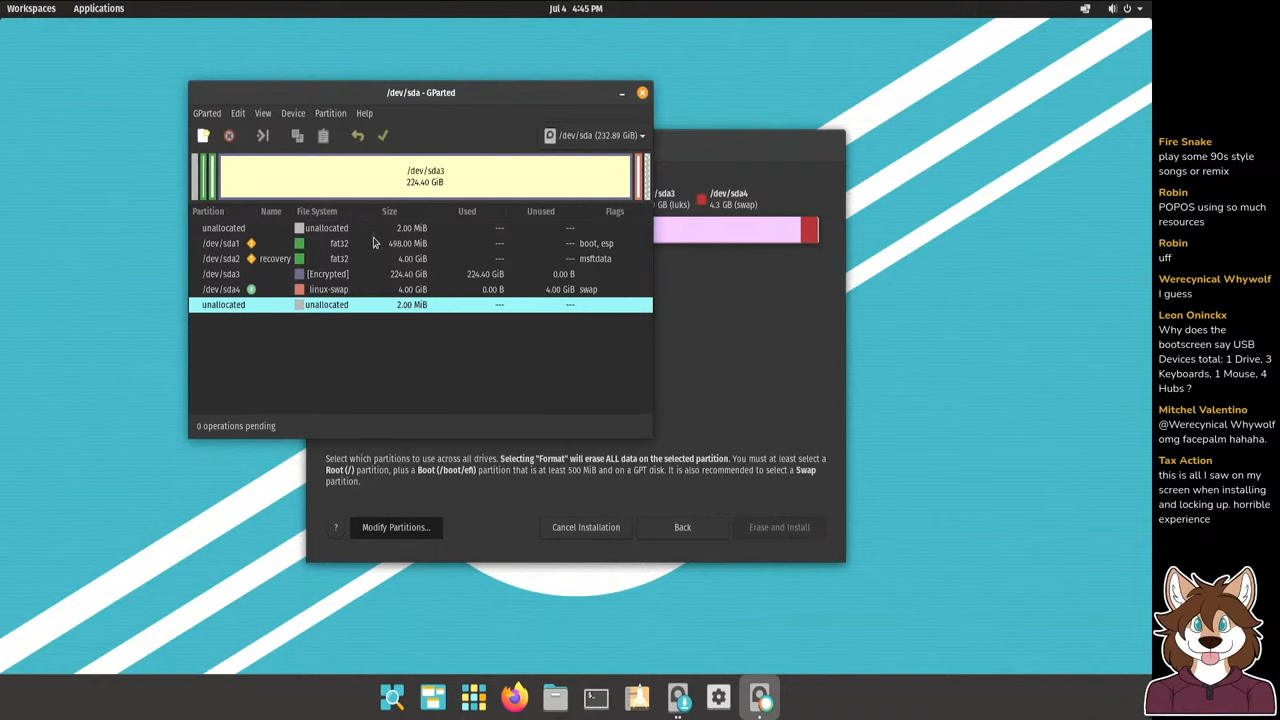 Workspaces Applications Jul 4 4:45 PM
/dev/sda - GParted
GParted Edit View Device Partition Help
/dev/sda (232.89 GiB)
/dev/sda3
224.40 GiB
Partition Name File System Size Used Unused Flags
unallocated unallocated 2.00 MiB --- ---
/dev/sda1 fat32 498.00 MiB --- --- boot, esp
/dev/sda2 recovery fat32 4.00 GiB --- --- msftdata
/dev/sda3 [Encrypted] 224.40 GiB 224.40 GiB 0.00 B
/dev/sda4 linux-swap 4.00 GiB 0.00 B 4.00 GiB swap
unallocated unallocated 2.00 MiB --- ---
0 operations pending
/sda3 /dev/sda4
GB (luks) 4.3 GB (swap)
Select which partitions to use across all drives. Selecting "Format" will erase ALL data on the selected partition. You must at least select a
Root (/) partition, plus a Boot (/boot/efi) partition that is at least 500 MiB and on a GPT disk. It is also recommended to select a Swap
partition.
? Modify Partitions... Cancel Installation Back Erase and Install
Fire Snake
play some 90s style
songs or remix
Robin
POPOS using so much
resources
Robin
uff
Werecynical Whywolf
I guess
Leon Oninckx
Why does the
bootscreen say USB
Devices total: 1 Drive, 3
Keyboards, 1 Mouse, 4
Hubs ?
Mitchel Valentino
@Werecynical Whywolf
omg facepalm hahaha.
Tax Action
this is all I saw on my
screen when installing
and locking up. horrible
experience